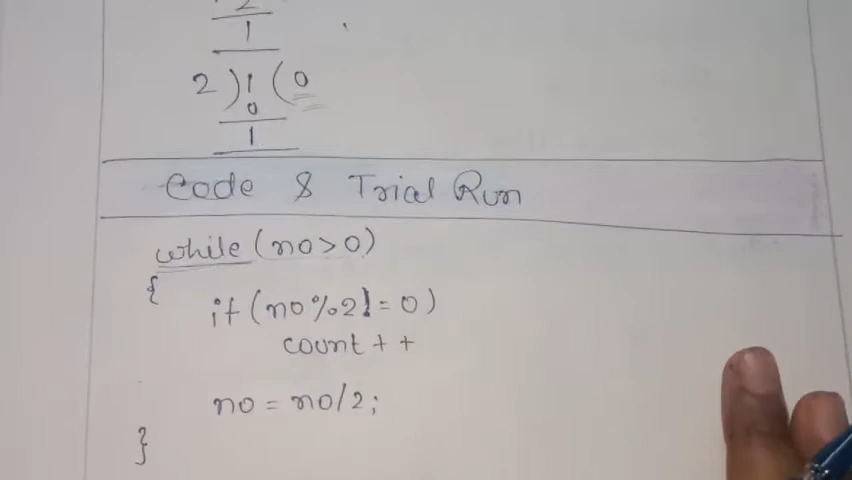 2
1
2 ) 1 ( 0
0
1
Code & Trial Run
while (no>0)
{
if (no%2!=0)
count++
no = no/2;
}